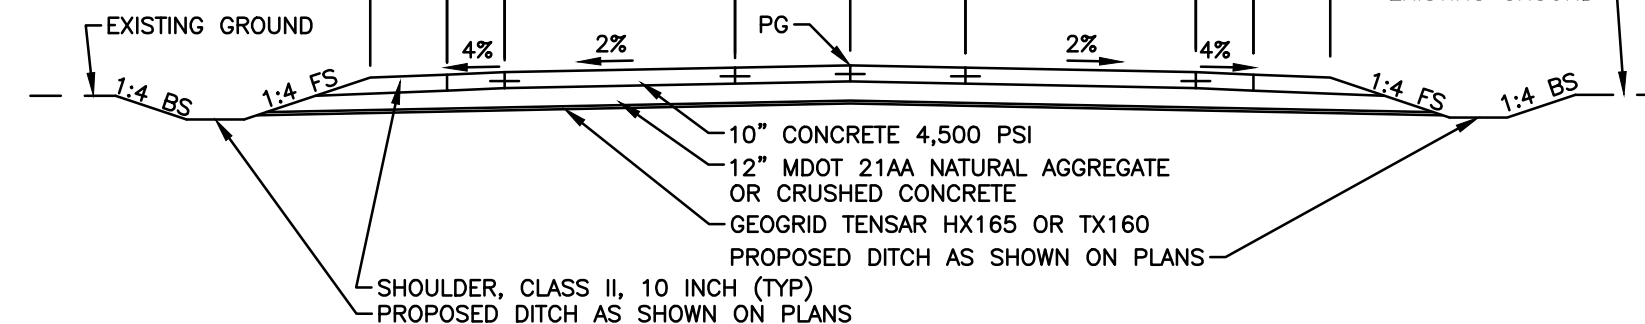 EXISTING GROUND
PG
4%
2%
2%
4%
1:4 BS
1:4 FS
1:4 FS
1:4 BS
10” CONCRETE 4,500 PSI
12” MDOT 21AA NATURAL AGGREGATE
OR CRUSHED CONCRETE
GEOGRID TENSAR HX165 OR TX160
PROPOSED DITCH AS SHOWN ON PLANS
SHOULDER, CLASS II, 10 INCH (TYP)
PROPOSED DITCH AS SHOWN ON PLANS